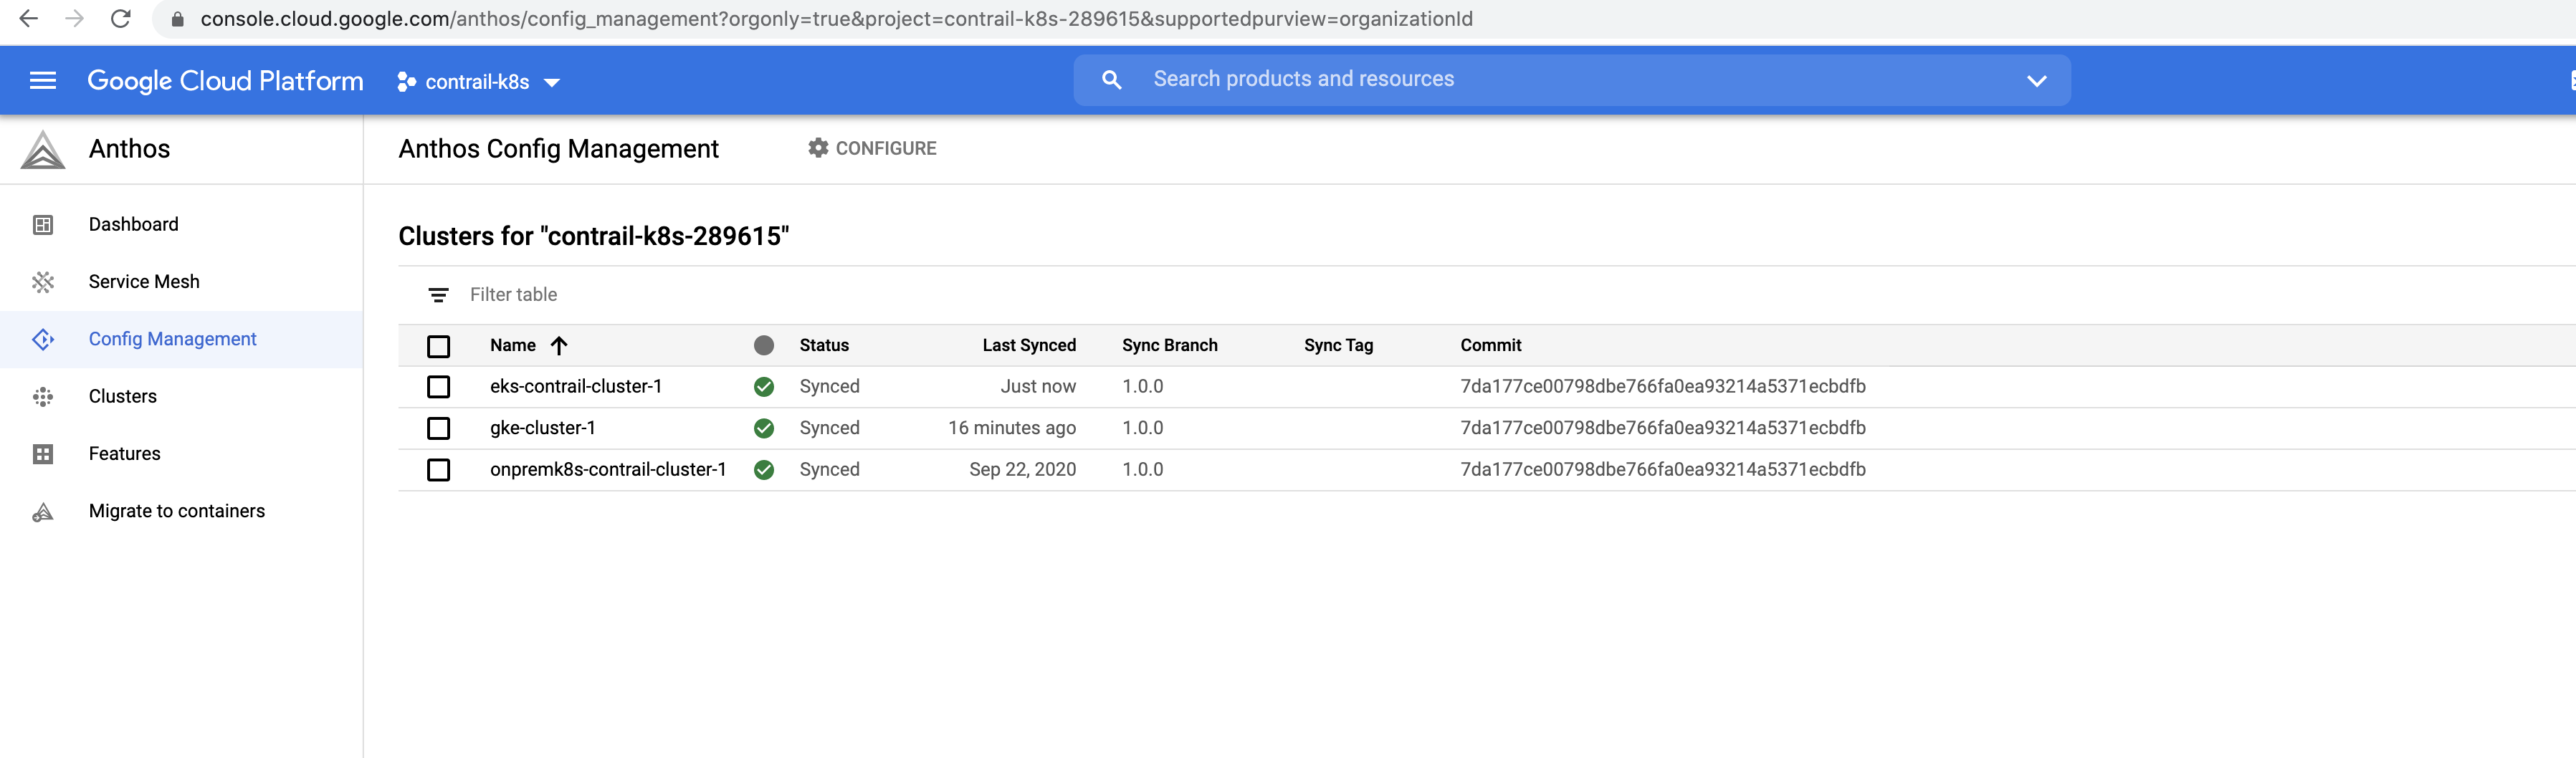 console.cloud.google.com/anthos/config_management?orgonly=true&project=contrail-k8s-289615&supportedpurview=organizationId
Google Cloud Platform contrail-k8s Search products and resources
Anthos
Anthos Config Management CONFIGURE
Dashboard
Service Mesh
Config Management
Clusters
Features
Migrate to containers
Clusters for "contrail-k8s-289615"
Filter table
Name Status Last Synced Sync Branch Sync Tag Commit
eks-contrail-cluster-1 Synced Just now 1.0.0 7da177ce00798dbe766fa0ea93214a5371ecbdfb
gke-cluster-1 Synced 16 minutes ago 1.0.0 7da177ce00798dbe766fa0ea93214a5371ecbdfb
onpremk8s-contrail-cluster-1 Synced Sep 22, 2020 1.0.0 7da177ce00798dbe766fa0ea93214a5371ecbdfb